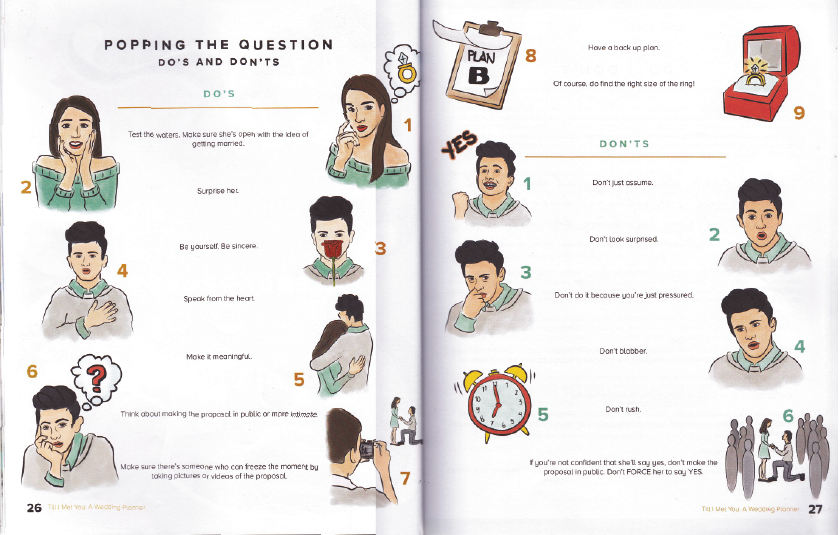 POPPING THE QUESTION
DO'S AND DON'TS
DO'S
1
Test the waters. Make sure she's open with the idea of
getting married.
2
Surprise her.
3
Be yourself. Be sincere.
4
Speak from the heart.
5
Make it meaningful.
6
?
Think about making the proposal in public or more intimate.
7
Make sure there's someone who can freeze the moment by
taking pictures or videos of the proposal.
26 Till I Met You: A Wedding Planner
PLAN
B
8
Have a back up plan.
Of course, do find the right size of the ring!
9
DON'TS
YES
1
Don't just assume.
2
Don't look surprised.
3
Don't do it because you're just pressured.
4
Don't blabber.
5
Don't rush.
6
If you're not confident that she'll say yes, don't make the
proposal in public. Don't FORCE her to say YES.
Till I Met You: A Wedding Planner 27